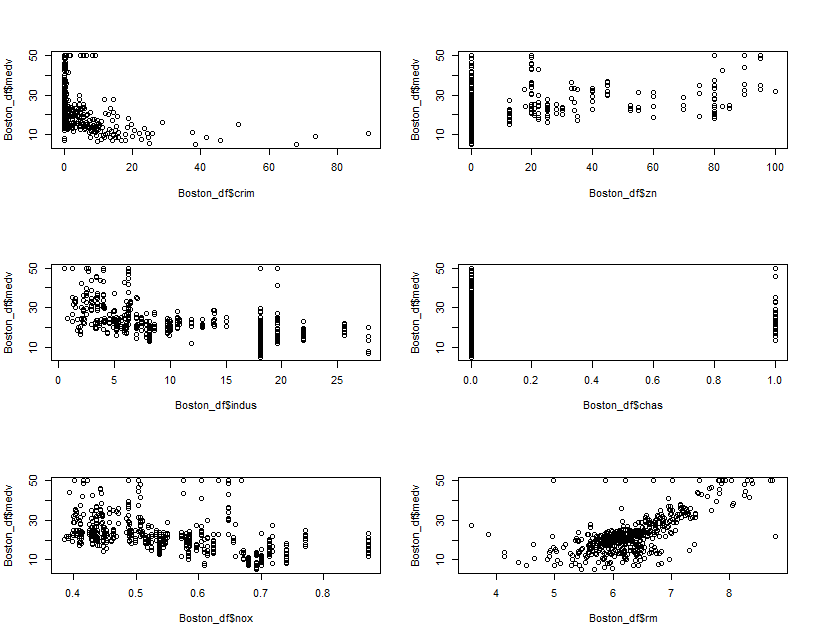 Boston_df$medv
10 30 50
0 20 40 60 80
Boston_df$crim
Boston_df$medv
10 30 50
0 20 40 60 80 100
Boston_df$zn
Boston_df$medv
10 30 50
0 5 10 15 20 25
Boston_df$indus
Boston_df$medv
10 30 50
0.0 0.2 0.4 0.6 0.8 1.0
Boston_df$chas
Boston_df$medv
10 30 50
0.4 0.5 0.6 0.7 0.8
Boston_df$nox
Boston_df$medv
10 30 50
4 5 6 7 8
Boston_df$rm